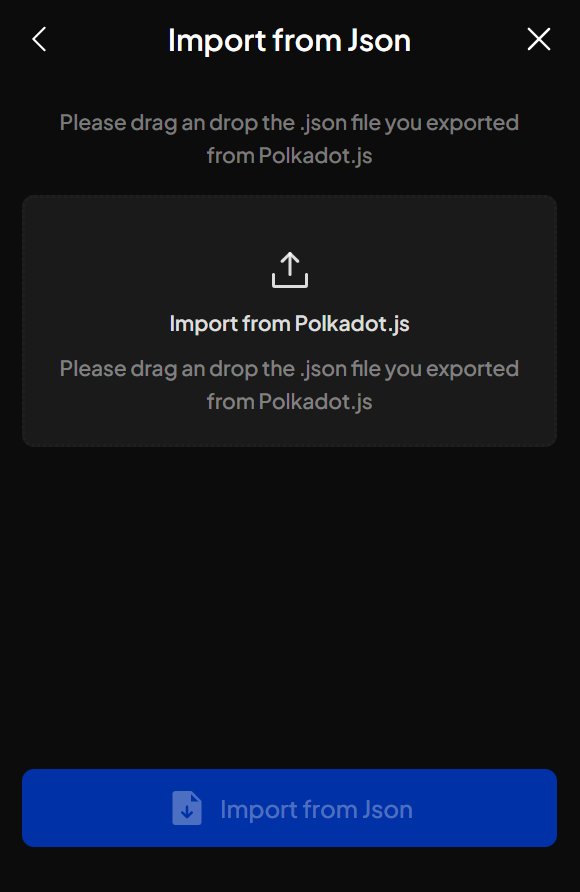 Import from Json
Please drag an drop the .json file you exported
from Polkadot.js
Import from Polkadot.js
Please drag an drop the .json file you exported
from Polkadot.js
Import from Json